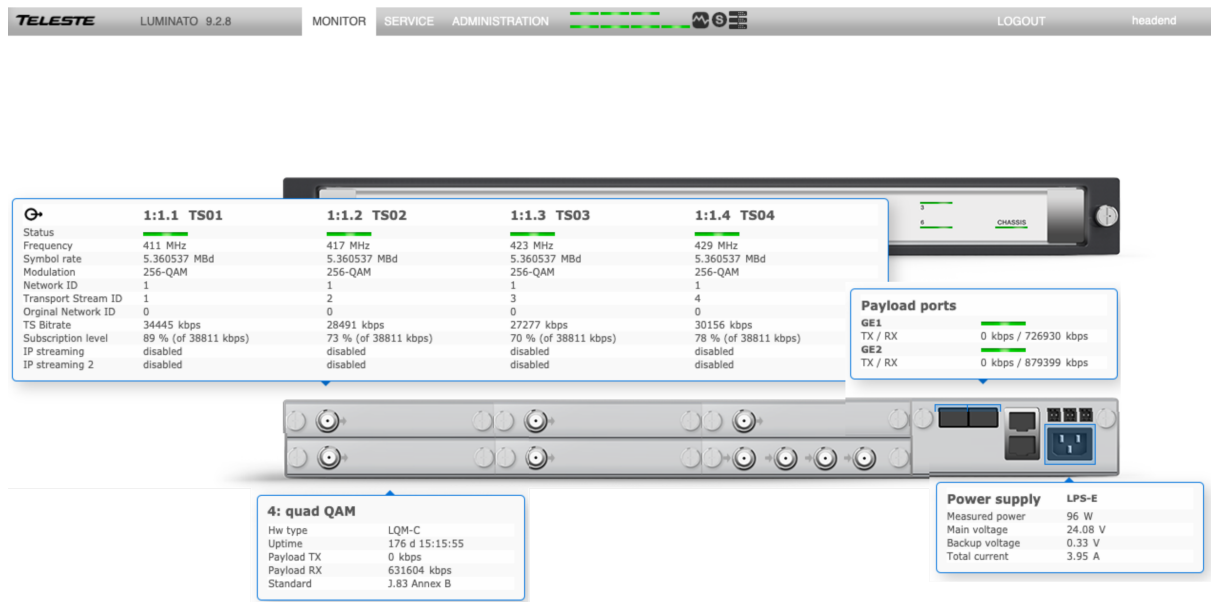 TELESTE LUMINATO 9.2.8 MONITOR SERVICE ADMINISTRATION LOGOUT headend
1:1.1 TS01 1:1.2 TS02 1:1.3 TS03 1:1.4 TS04
Status
Frequency 411 MHz 417 MHz 423 MHz 429 MHz
Symbol rate 5.360537 MBd 5.360537 MBd 5.360537 MBd 5.360537 MBd
Modulation 256-QAM 256-QAM 256-QAM 256-QAM
Network ID 1 1 1 1
Transport Stream ID 1 2 3 4
Orginal Network ID 0 0 0 0
TS Bitrate 34445 kbps 28491 kbps 27277 kbps 30156 kbps
Subscription level 89 % (of 38811 kbps) 73 % (of 38811 kbps) 70 % (of 38811 kbps) 78 % (of 38811 kbps)
IP streaming disabled disabled disabled disabled
IP streaming 2 disabled disabled disabled disabled
3
6 CHASSIS
Payload ports
GE1
TX / RX 0 kbps / 726930 kbps
GE2
TX / RX 0 kbps / 879399 kbps
4: quad QAM
Hw type LQM-C
Uptime 176 d 15:15:55
Payload TX 0 kbps
Payload RX 631604 kbps
Standard J.83 Annex B
Power supply LPS-E
Measured power 96 W
Main voltage 24.08 V
Backup voltage 0.33 V
Total current 3.95 A